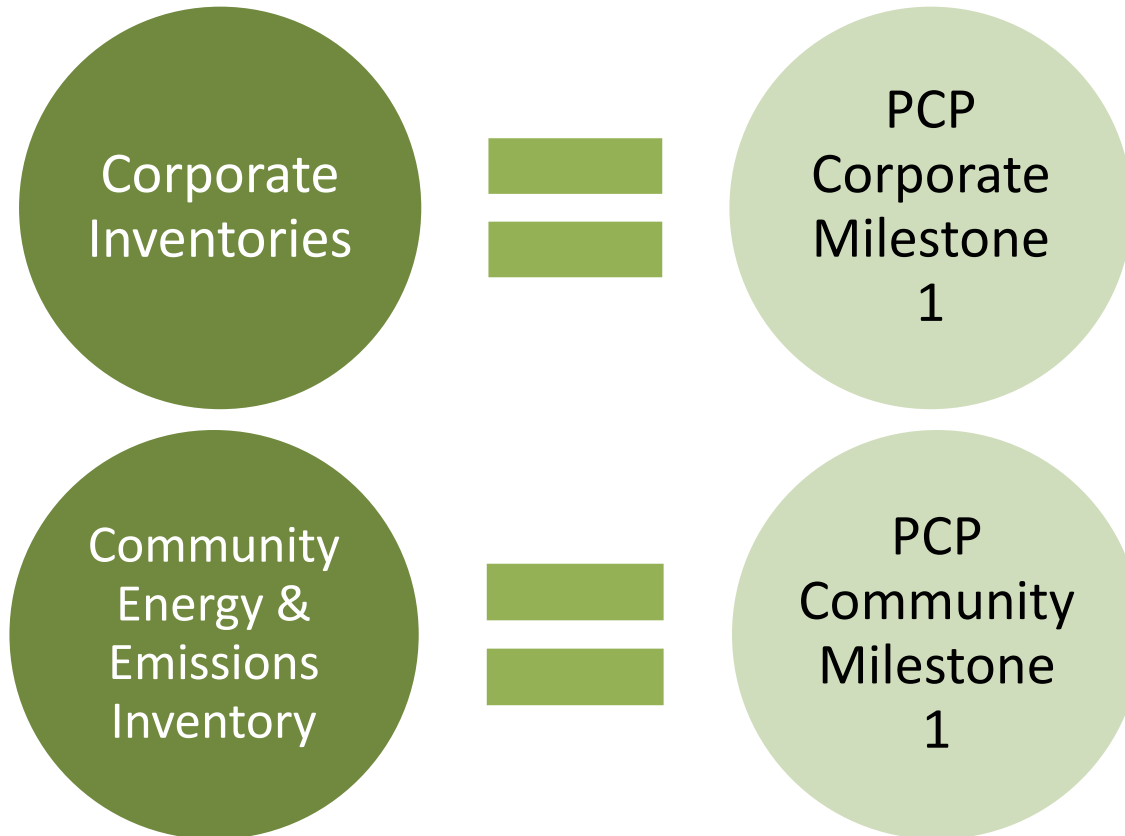 Corporate
Inventories
PCP
Corporate
Milestone
1
Community
Energy &
Emissions
Inventory
PCP
Community
Milestone
1